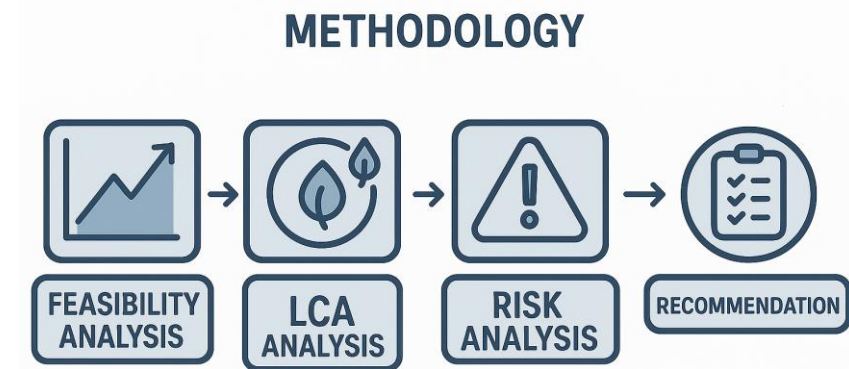 METHODOLOGY
FEASIBILITY
ANALYSIS
LCA
ANALYSIS
RISK
ANALYSIS
RECOMMENDATION